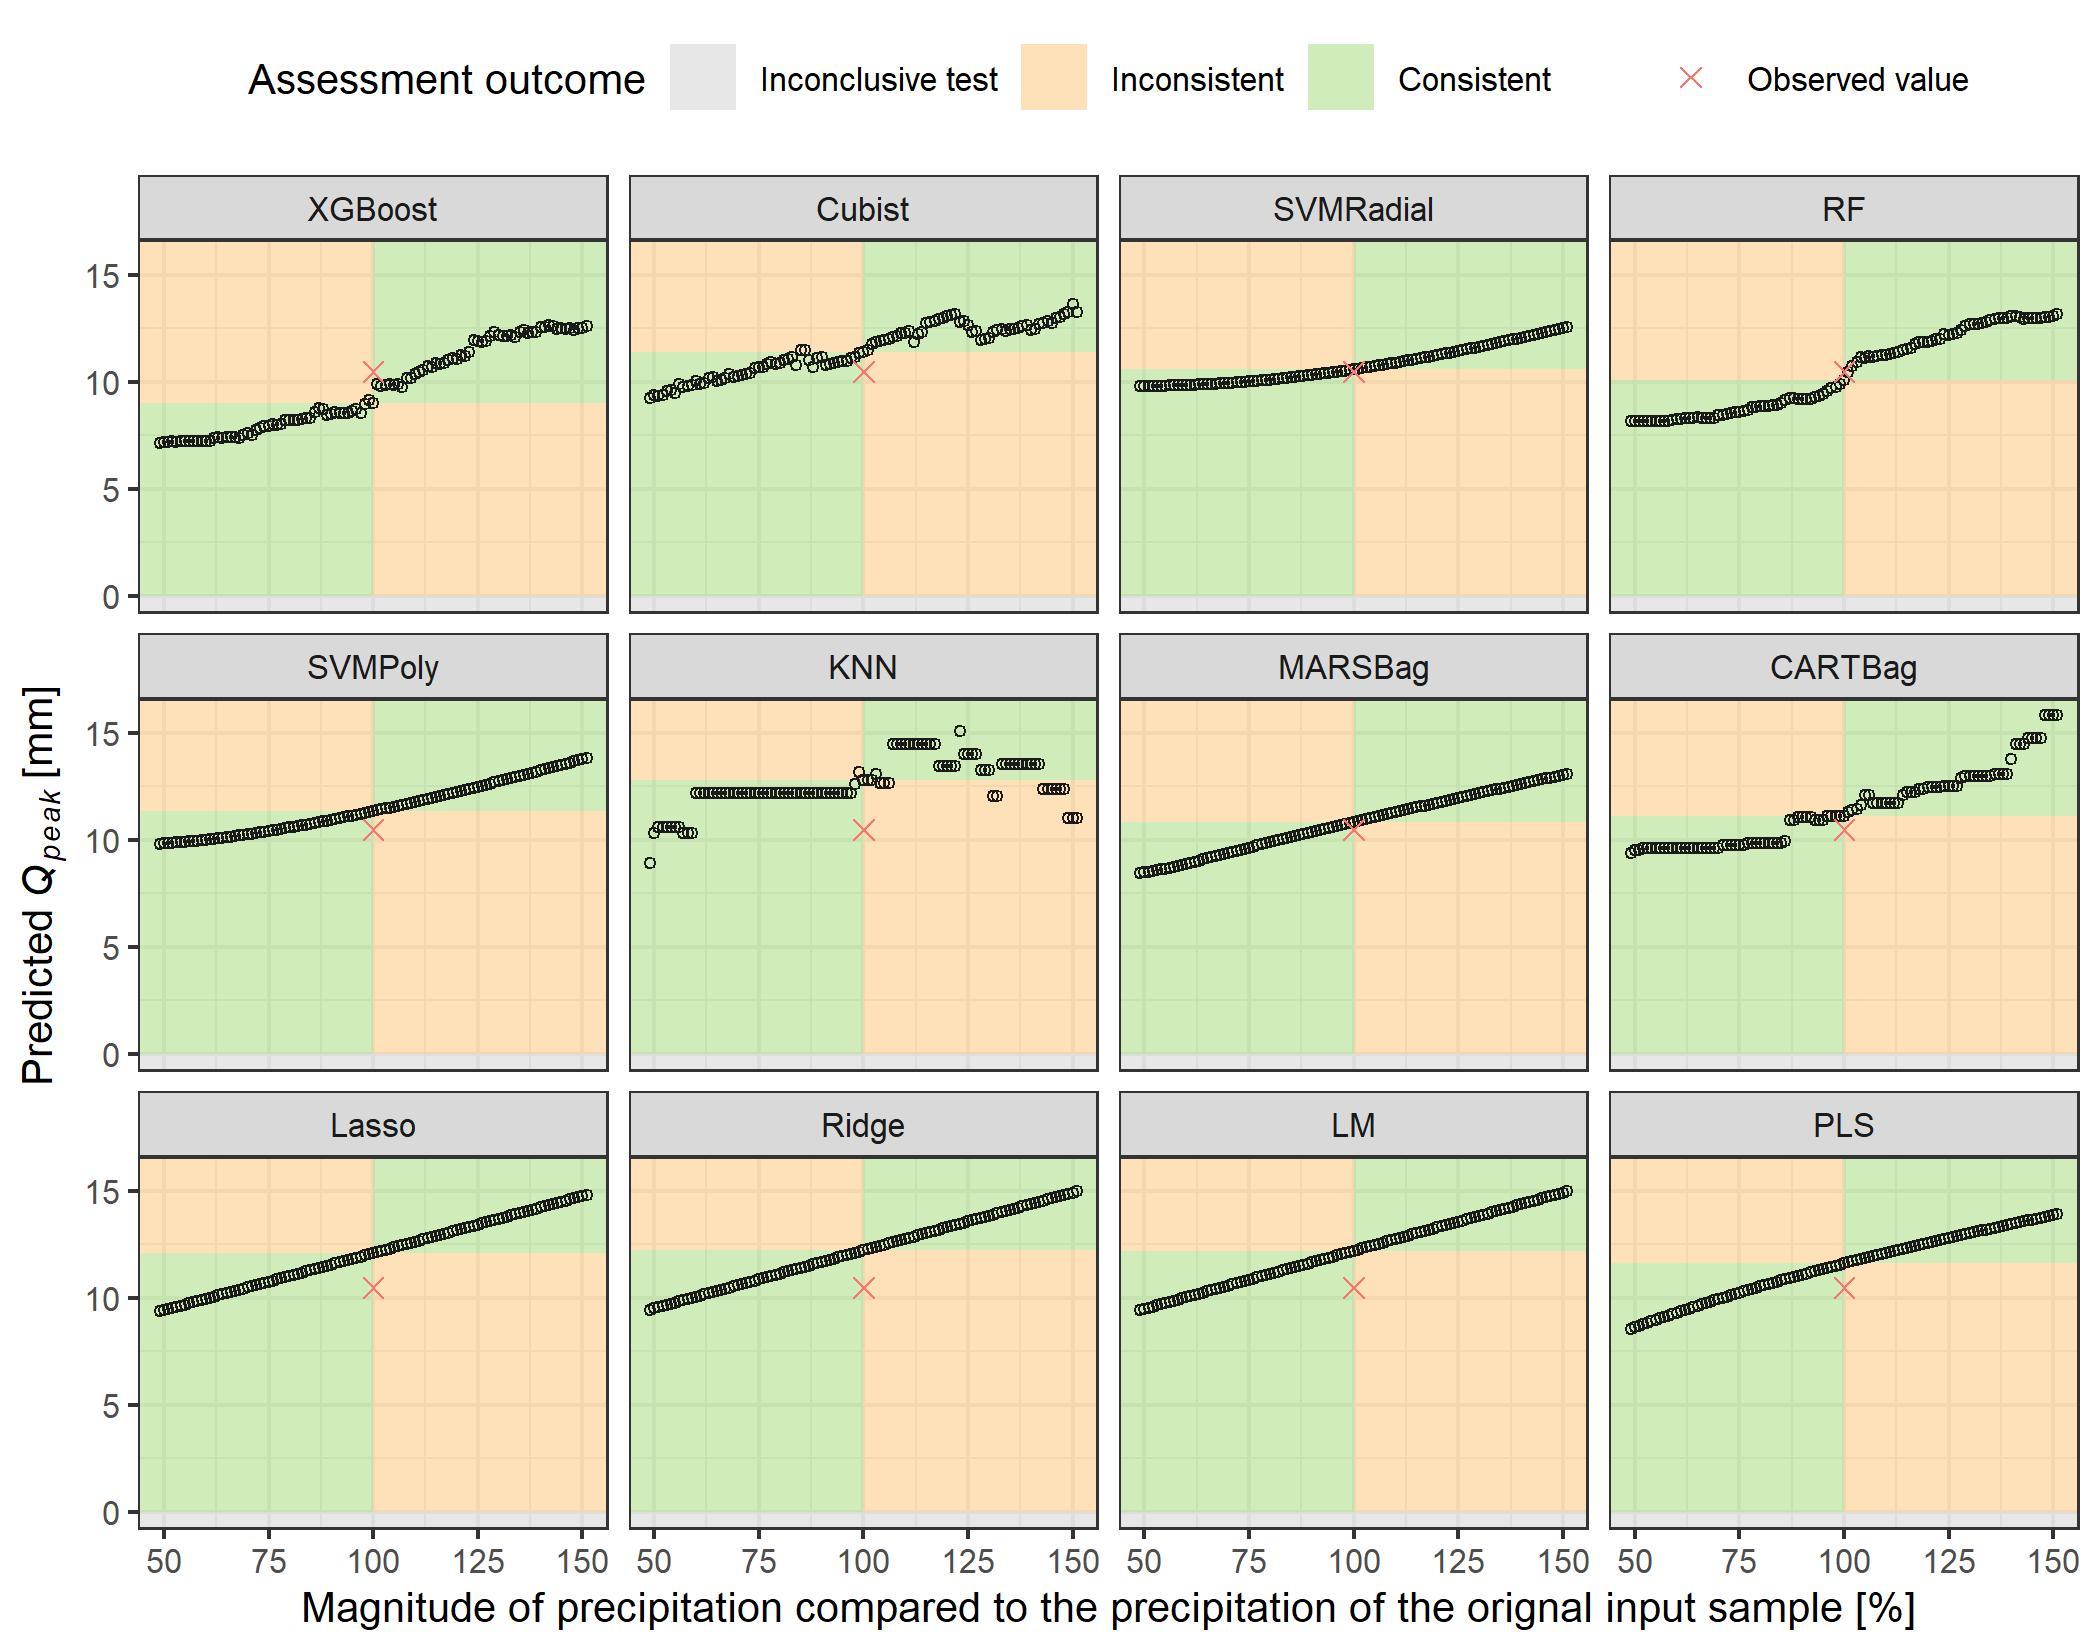 Assessment outcome Inconclusive test Inconsistent Consistent Observed value
XGBoost Cubist SVMRadial RF
15
10
5
0
SVMPoly KNN MARSBag CARTBag
15
10
5
0
Lasso Ridge LM PLS
15
10
5
0
50 75 100 125 150 50 75 100 125 150 50 75 100 125 150 50 75 100 125 150
Predicted Qpeak [mm]
Magnitude of precipitation compared to the precipitation of the orignal input sample [%]